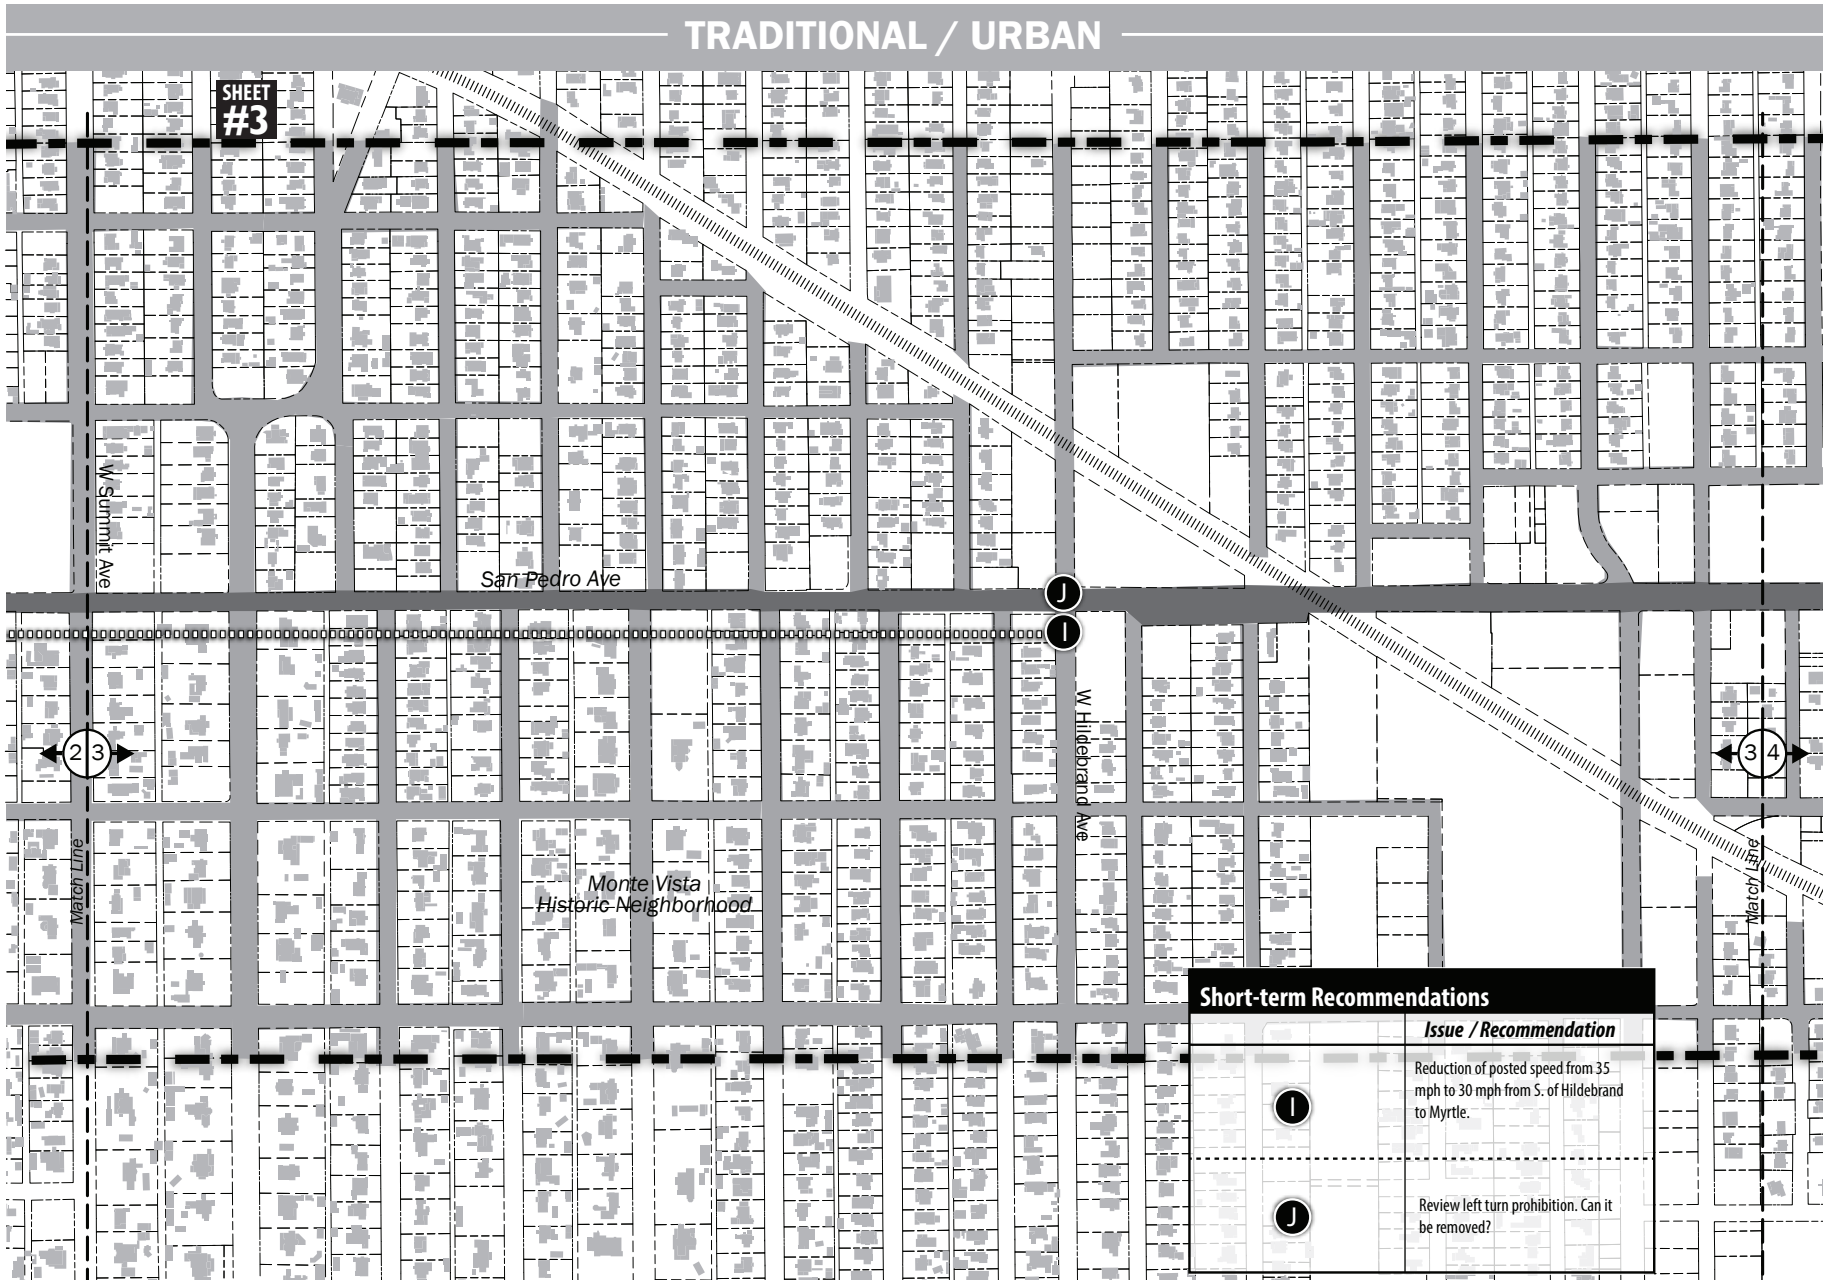 TRADITIONAL / URBAN
SHEET
#3
W Summit Ave
San Pedro Ave
J
I
W Hildebrand Ave
2 3
3 4
Match Line
Match Line
Monte Vista
Historic Neighborhood
Short-term Recommendations
Issue / Recommendation
I
Reduction of posted speed from 35
mph to 30 mph from S. of Hildebrand
to Myrtle.
J
Review left turn prohibition. Can it
be removed?